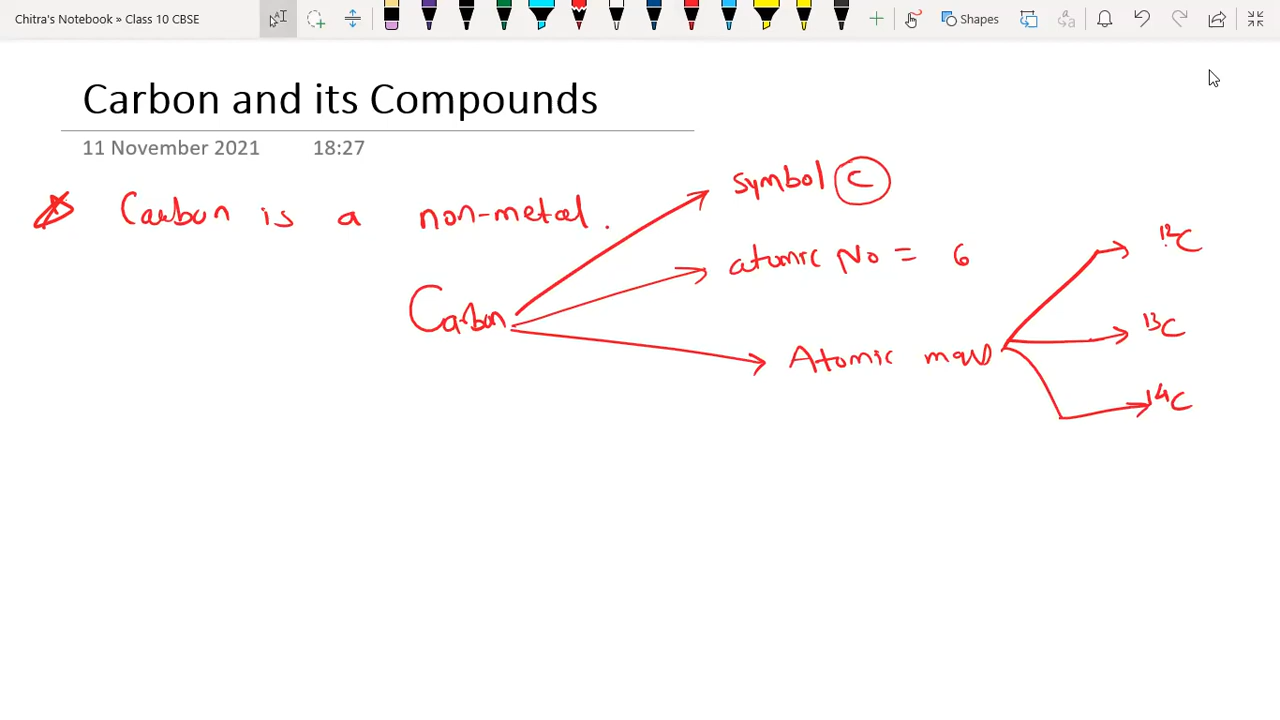 Chitra's Notebook » Class 10 CBSE
Shapes
Carbon and its Compounds
11 November 2021 18:27
Carbon is a non-metal.
symbol C
atomic No = 6
Carbon
Atomic mass
¹²C
¹³C
¹⁴C